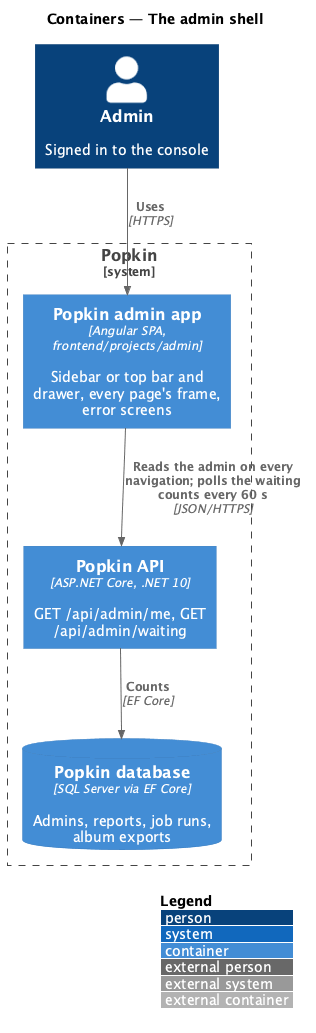 Containers — The admin shell
Admin
Signed in to the console
Uses
[HTTPS]
Popkin
[system]
Popkin admin app
[Angular SPA,
frontend/projects/admin]
Sidebar or top bar and
drawer, every page's frame,
error screens
Reads the admin on every
navigation; polls the waiting
counts every 60 s
[JSON/HTTPS]
Popkin API
[ASP.NET Core, .NET 10]
GET /api/admin/me, GET
/api/admin/waiting
Counts
[EF Core]
Popkin database
[SQL Server via EF Core]
Admins, reports, job runs,
album exports
Legend
person
system
container
external person
external system
external container